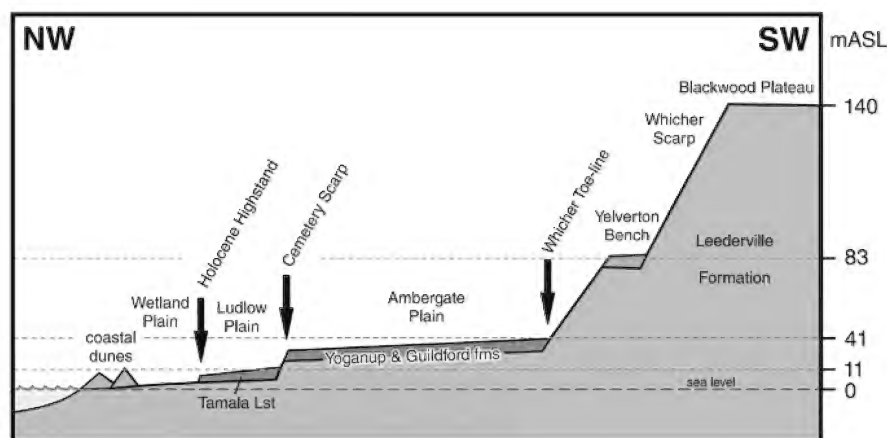 NW
SW
mASL
Blackwood Plateau
140
Whicher
Scarp
Holocene Highstand
Cemetery Scarp
Whicher Toe-line
Yelverton
Bench
Leederville
83
Formation
Wetland
Plain
Ludlow
Plain
Ambergate
Plain
coastal
dunes
41
Yoganup & Guildford fms
11
sea level
0
Tamala Lst